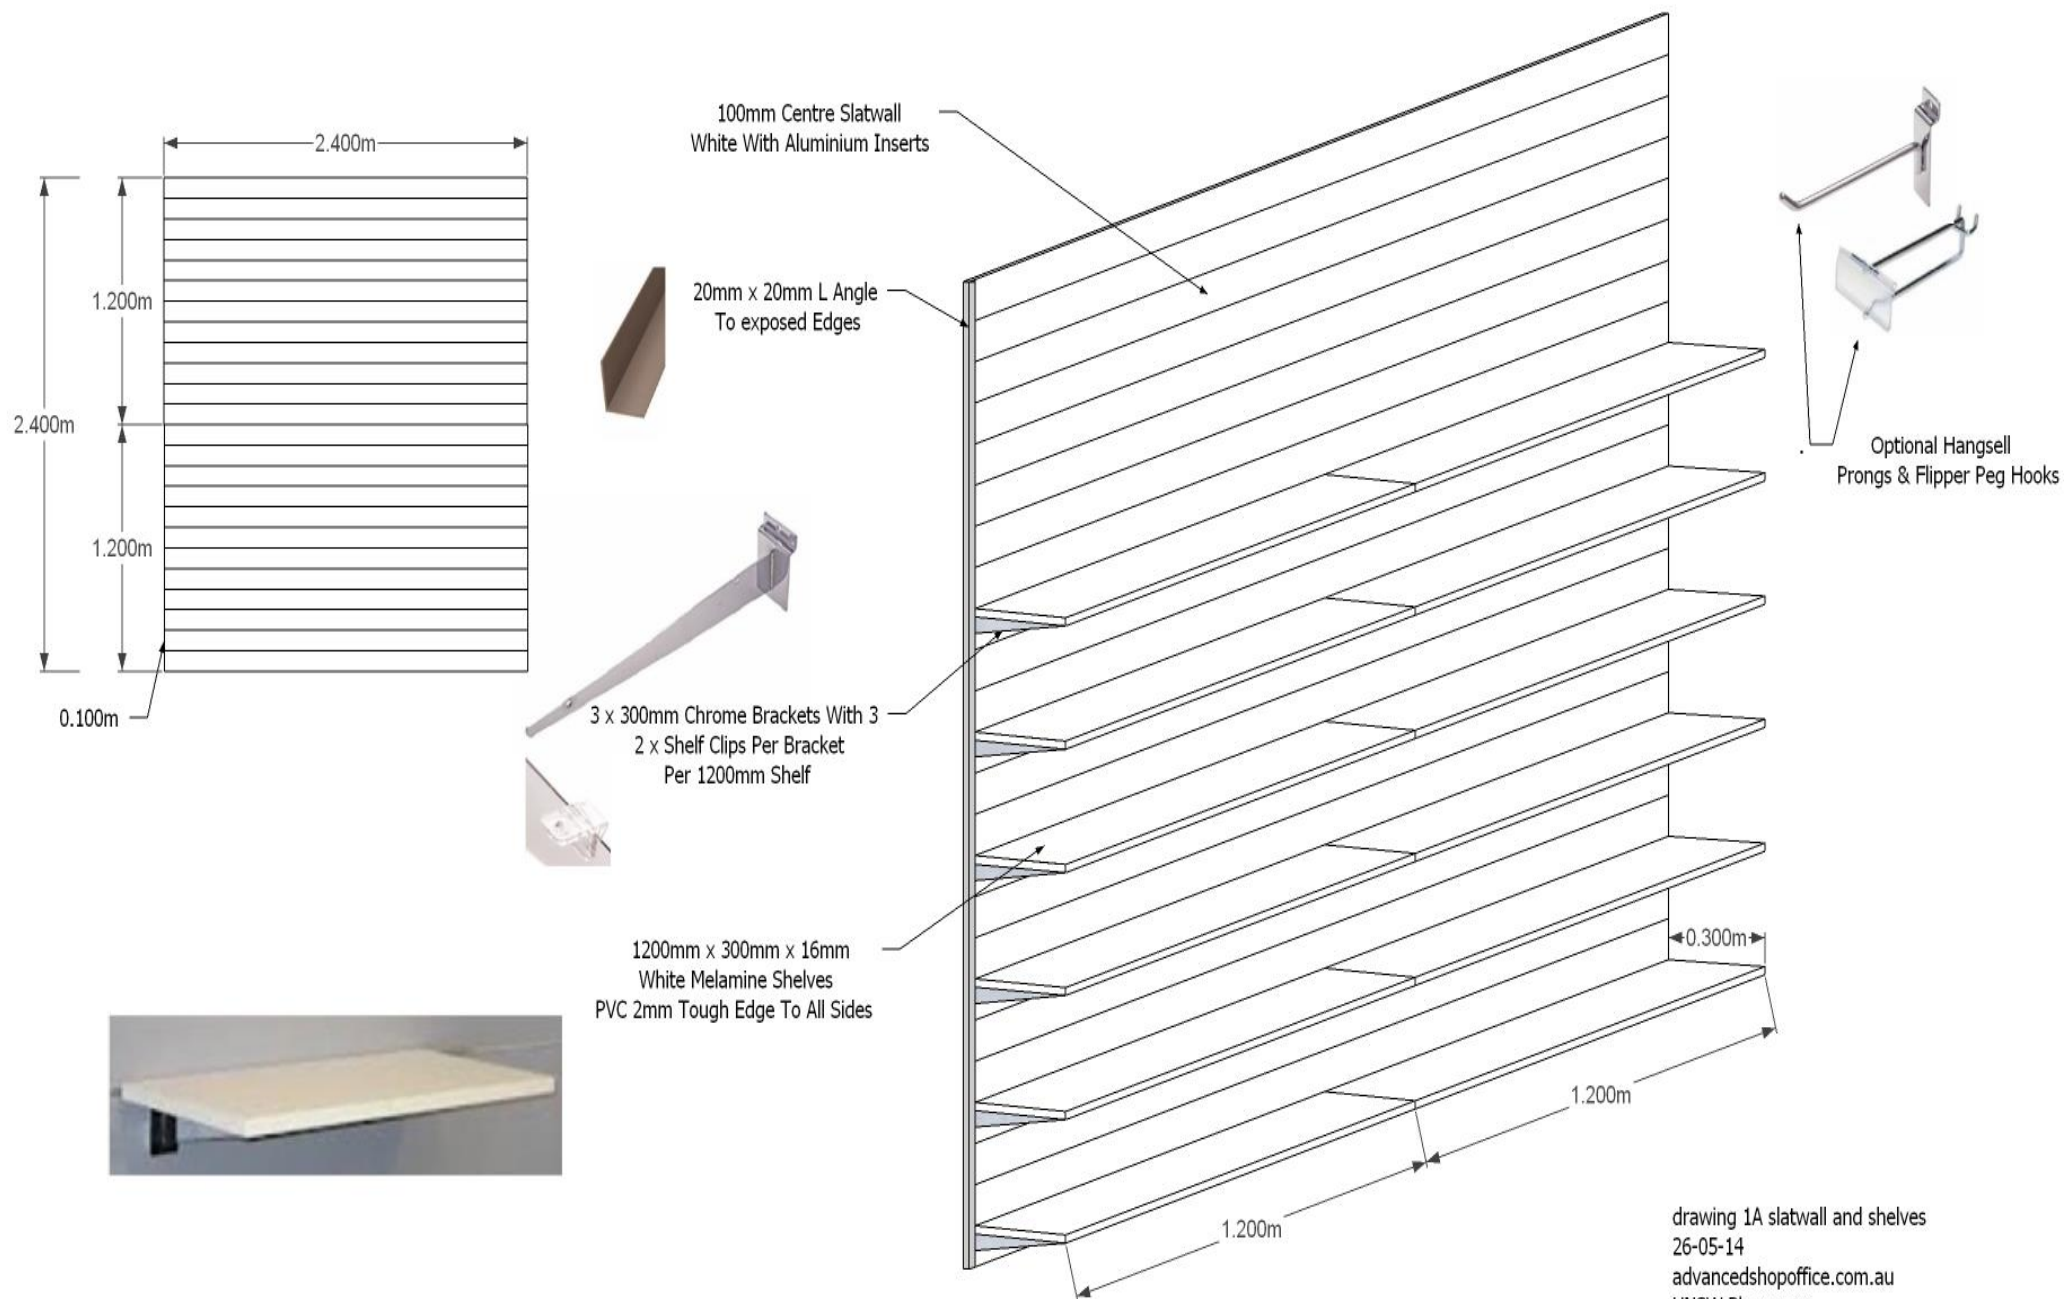 2.400m
1.200m
2.400m
1.200m
0.100m
100mm Centre Slatwall
White With Aluminium Inserts
20mm x 20mm L Angle
To exposed Edges
3 x 300mm Chrome Brackets With 3
2 x Shelf Clips Per Bracket
Per 1200mm Shelf
1200mm x 300mm x 16mm
White Melamine Shelves
PVC 2mm Tough Edge To All Sides
Optional Hangsell
Prongs & Flipper Peg Hooks
0.300m
1.200m
1.200m
drawing 1A slatwall and shelves
26-05-14
advancedshopoffice.com.au